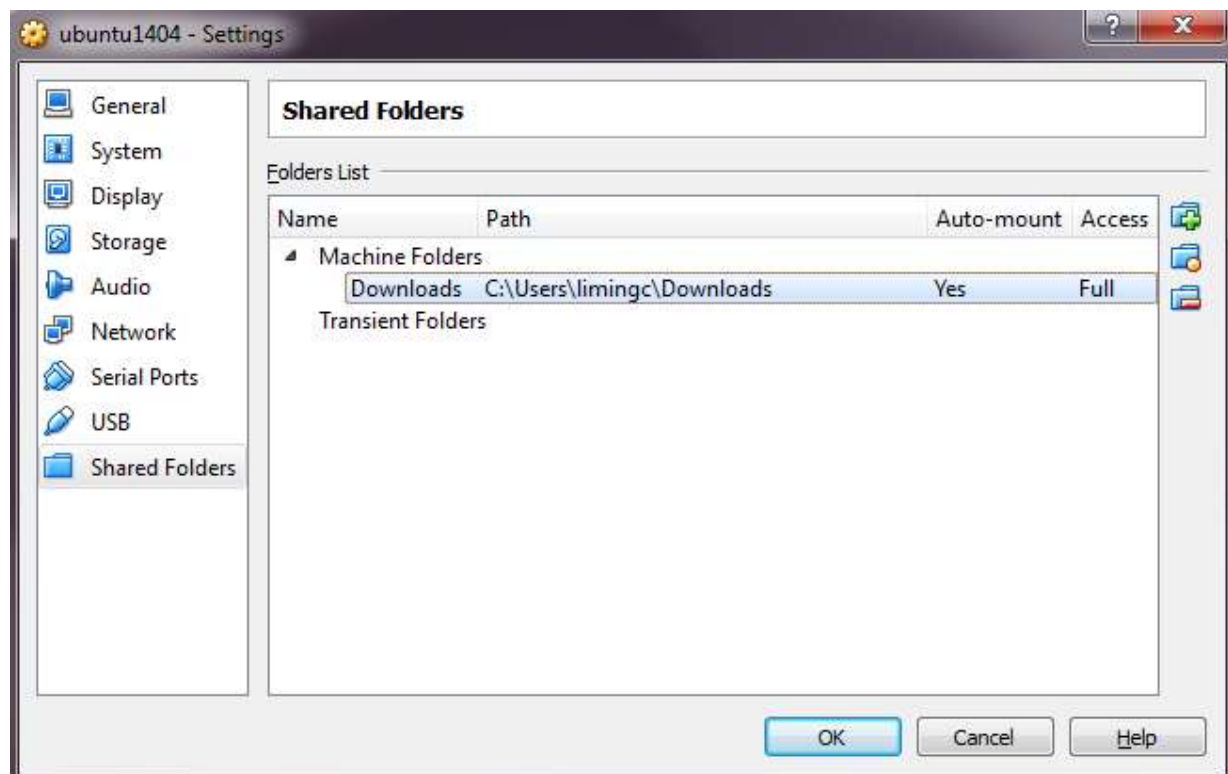 ubuntu1404 - Settings
?
x
General
System
Display
Storage
Audio
Network
Serial Ports
USB
Shared Folders
Shared Folders
Folders List
Name Path Auto-mount Access
Machine Folders
Downloads C:\Users\limingc\Downloads Yes Full
Transient Folders
OK Cancel Help